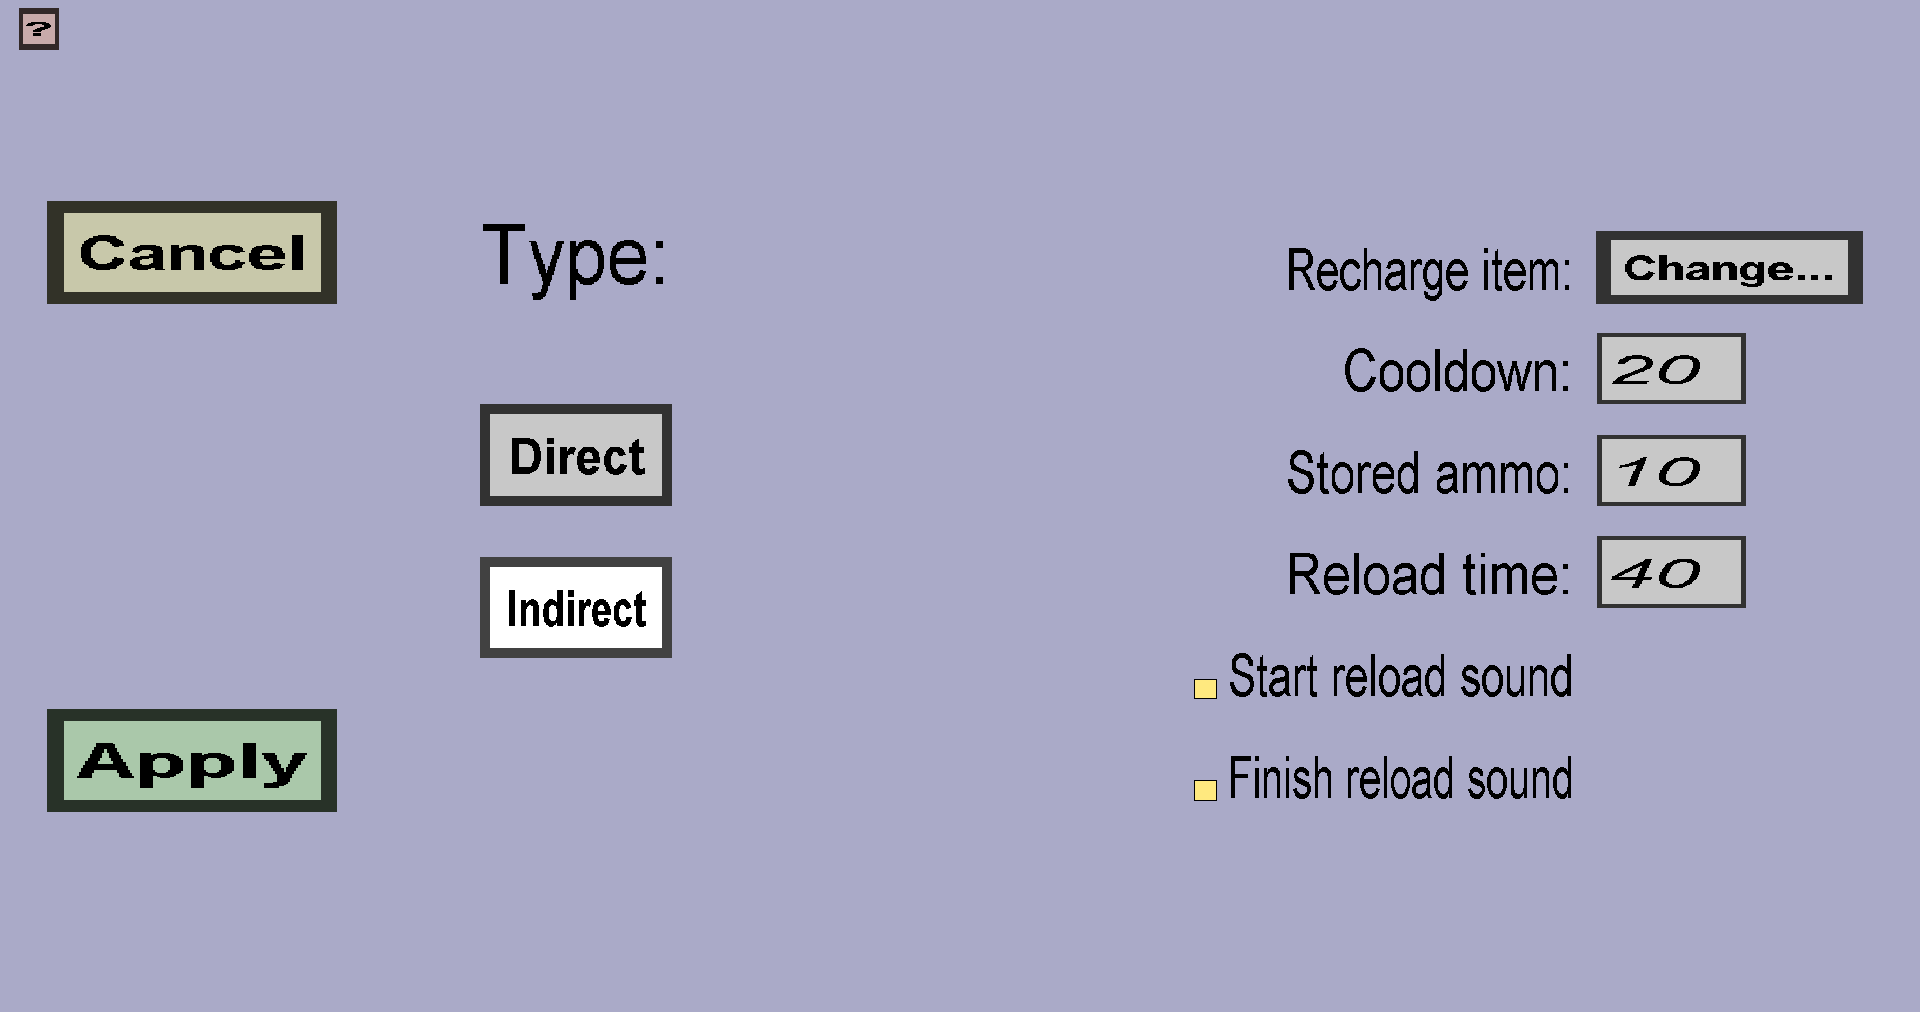 ?
Cancel
Type:
Recharge item: Change...
Cooldown: 20
Direct
Stored ammo: 10
Indirect
Reload time: 40
Start reload sound
Apply
Finish reload sound